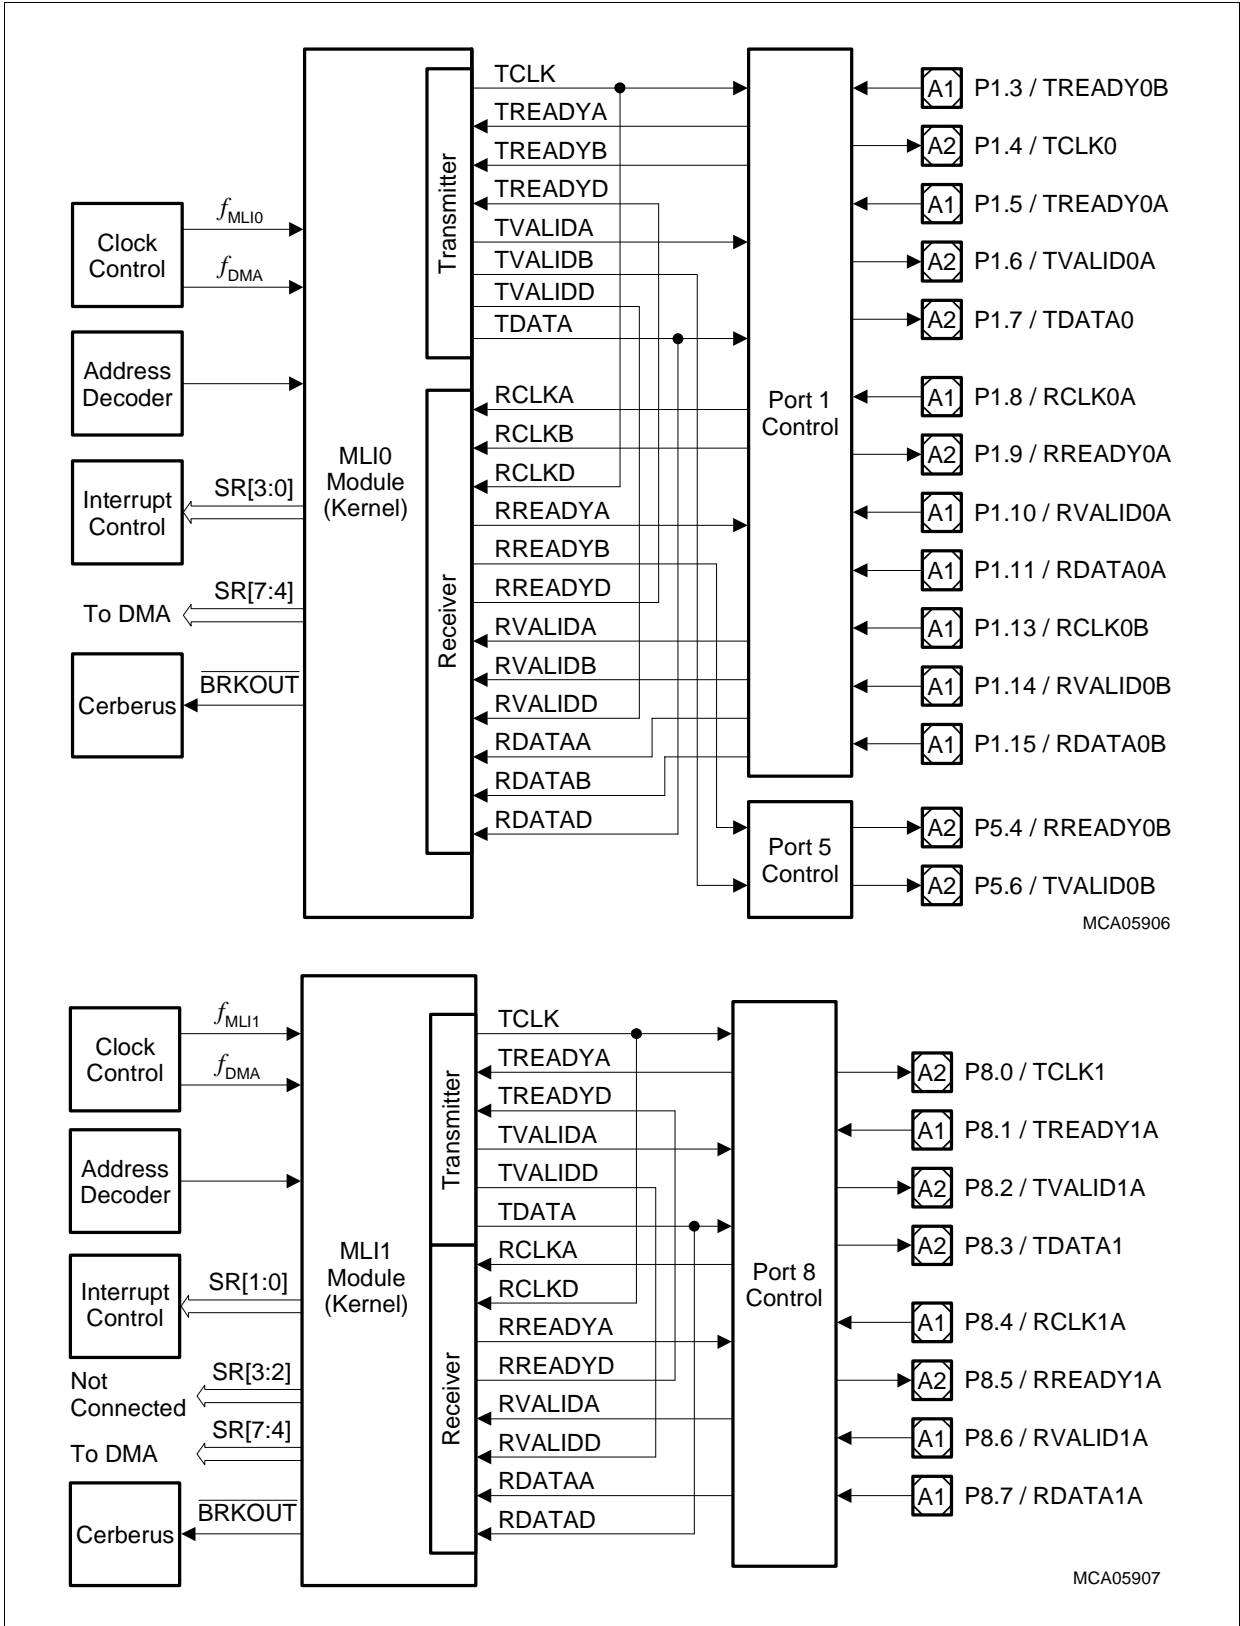 TCLK
TREADYA
TREADYB
TREADYD
TVALIDA
TVALIDB
TVALIDD
TDATA
Transmitter
Clock
Control
fMLI0
fDMA
Address
Decoder
Interrupt
Control
SR[3:0]
To DMA
SR[7:4]
Cerberus
BRKOUT
MLI0
Module
(Kernel)
RCLKA
RCLKB
RCLKD
RREADYA
RREADYB
RREADYD
RVALIDA
RVALIDB
RVALIDD
RDATAA
RDATAB
RDATAD
Receiver
Port 1
Control
Port 5
Control
A1 P1.3 / TREADY0B
A2 P1.4 / TCLK0
A1 P1.5 / TREADY0A
A2 P1.6 / TVALID0A
A2 P1.7 / TDATA0
A1 P1.8 / RCLK0A
A2 P1.9 / RREADY0A
A1 P1.10 / RVALID0A
A1 P1.11 / RDATA0A
A1 P1.13 / RCLK0B
A1 P1.14 / RVALID0B
A1 P1.15 / RDATA0B
A2 P5.4 / RREADY0B
A2 P5.6 / TVALID0B
MCA05906
Clock
Control
fMLI1
fDMA
Address
Decoder
Interrupt
Control
SR[1:0]
Not
Connected
SR[3:2]
To DMA
SR[7:4]
Cerberus
BRKOUT
MLI1
Module
(Kernel)
Transmitter
Receiver
TCLK
TREADYA
TREADYD
TVALIDA
TVALIDD
TDATA
RCLKA
RCLKD
RREADYA
RREADYD
RVALIDA
RVALIDD
RDATAA
RDATAD
Port 8
Control
A2 P8.0 / TCLK1
A1 P8.1 / TREADY1A
A2 P8.2 / TVALID1A
A2 P8.3 / TDATA1
A1 P8.4 / RCLK1A
A2 P8.5 / RREADY1A
A1 P8.6 / RVALID1A
A1 P8.7 / RDATA1A
MCA05907